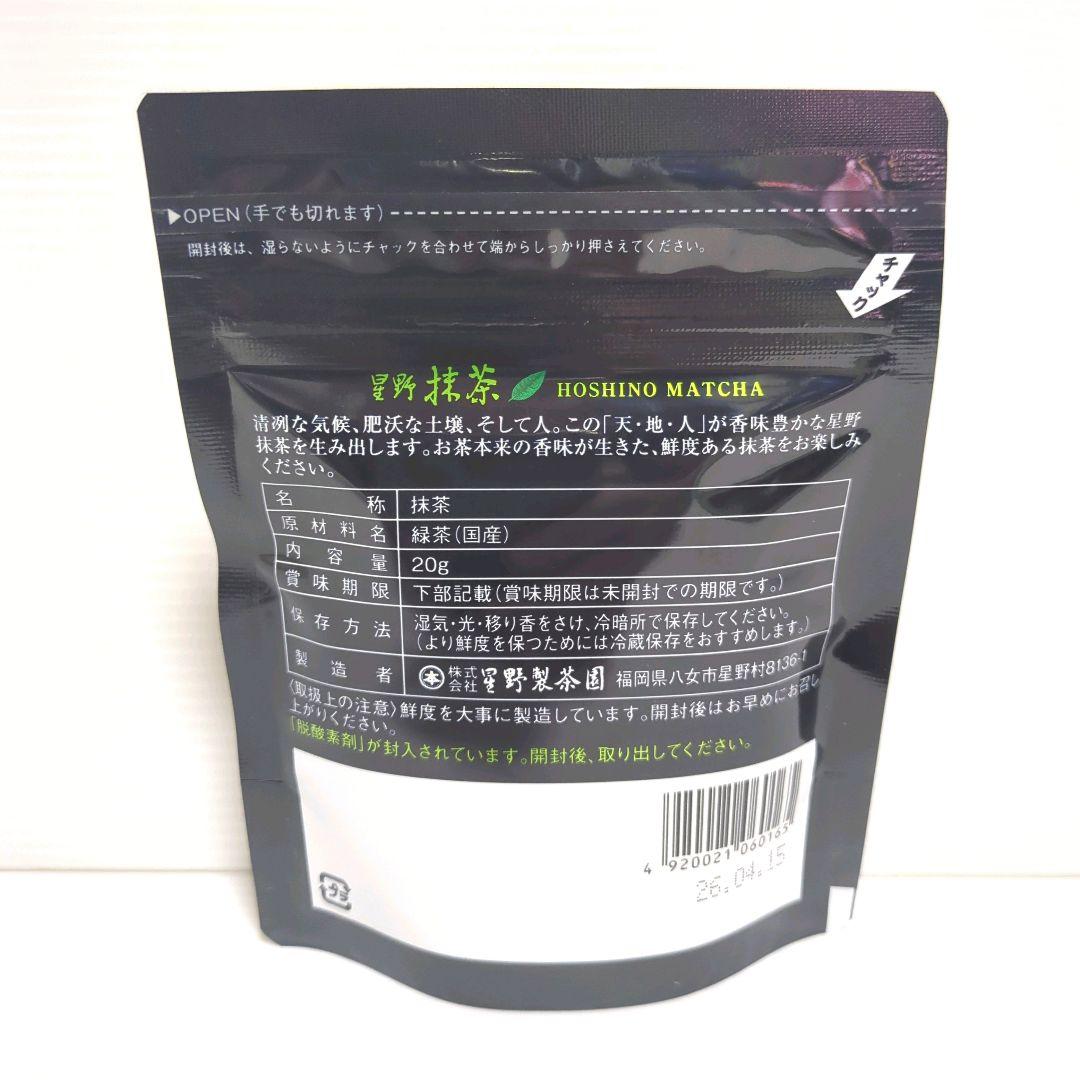 ▶OPEN（手でも切れます）
開封後は、湿らないようにチャックを合わせて端からしっかり押さえてください。
チャック
星野抹茶 HOSHINO MATCHA
清冽な気候、肥沃な土壌、そして人。この「天・地・人」が香味豊かな星野
抹茶を生み出します。お茶本来の香味が生きた、鮮度ある抹茶をお楽しみ
ください。
名称 抹茶
原材料名 緑茶（国産）
内容量 20g
賞味期限 下部記載（賞味期限は未開封での期限です。）
保存方法 湿気・光・移り香をさけ、冷暗所で保存してください。
（より鮮度を保つためには冷蔵保存をおすすめします。）
製造者 本 株式会社 星野製茶園 福岡県八女市星野村8136-1
〈取扱上の注意〉鮮度を大事に製造しています。開封後はお早めにお召し
上がりください。
「脱酸素剤」が封入されています。開封後、取り出してください。
4 920021 060165
26.04.15
プラ